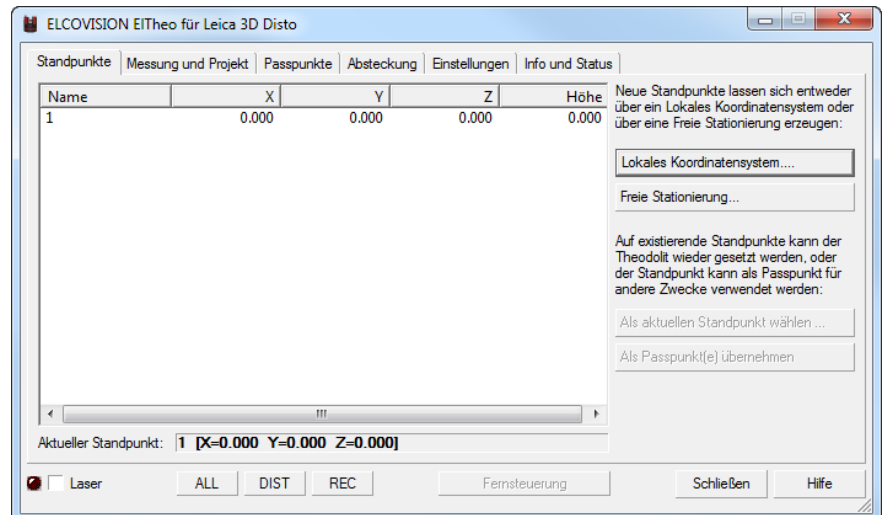 ELCOVISION ElTheo für Leica 3D Disto
Standpunkte
Messung und Projekt
Passpunkte
Absteckung
Einstellungen
Info und Status
Name X Y Z Höhe
1 0.000 0.000 0.000 0.000
Neue Standpunkte lassen sich entweder
über ein Lokales Koordinatensystem oder
über eine Freie Stationierung erzeugen:
Lokales Koordinatensystem....
Freie Stationierung...
Auf existierende Standpunkte kann der
Theodolit wieder gesetzt werden, oder
der Standpunkt kann als Passpunkt für
andere Zwecke verwendet werden:
Als aktuellen Standpunkt wählen ...
Als Passpunkt(e) übernehmen
Aktueller Standpunkt: 1 [X=0.000 Y=0.000 Z=0.000]
Laser
ALL
DIST
REC
Fernsteuerung
Schließen
Hilfe